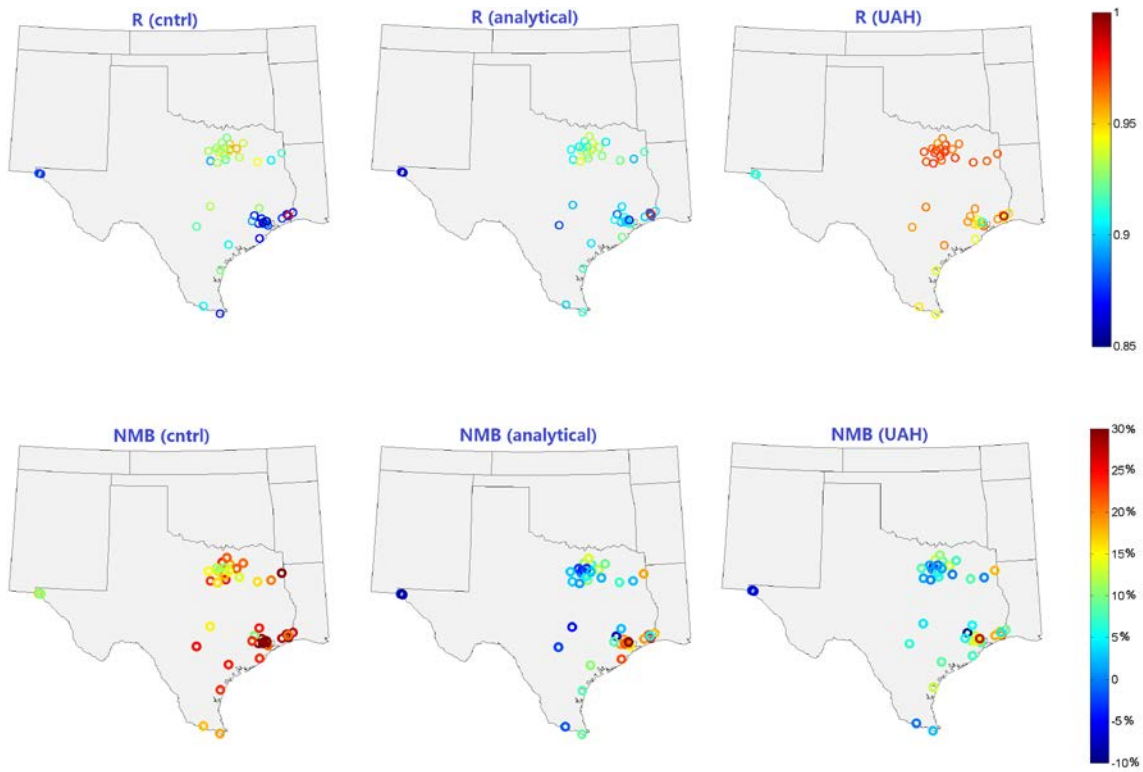 R (cntrl)
R (analytical)
R (UAH)
1
0.95
0.9
0.85
NMB (cntrl)
NMB (analytical)
NMB (UAH)
30%
25%
20%
15%
10%
5%
0
-5%
-10%